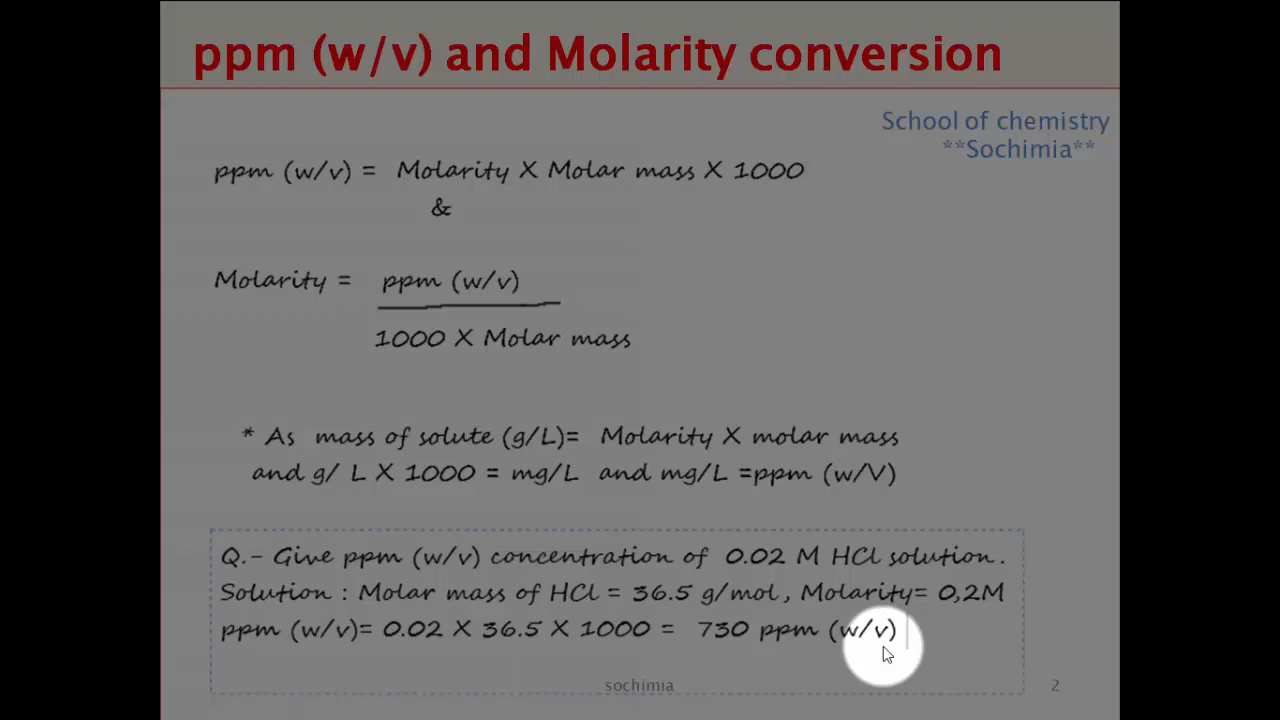 ppm (w/v) and Molarity conversion
School of chemistry
**Sochimia**
ppm (w/v) = Molarity X Molar mass X 1000
&
Molarity = ppm (w/v)
1000 X Molar mass
* As mass of solute (g/L)= Molarity X molar mass
and g/ L X 1000 = mg/L and mg/L =ppm (w/V)
Q.- Give ppm (w/v) concentration of 0.02 M HCl solution.
Solution : Molar mass of HCl = 36.5 g/mol, Molarity= 0,2M
ppm (w/v)= 0.02 X 36.5 X 1000 = 730 ppm (w/v)
sochimia 2